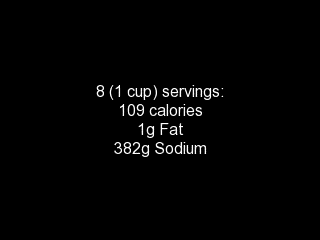 8 (1 cup) servings:
109 calories
1g Fat
382g Sodium